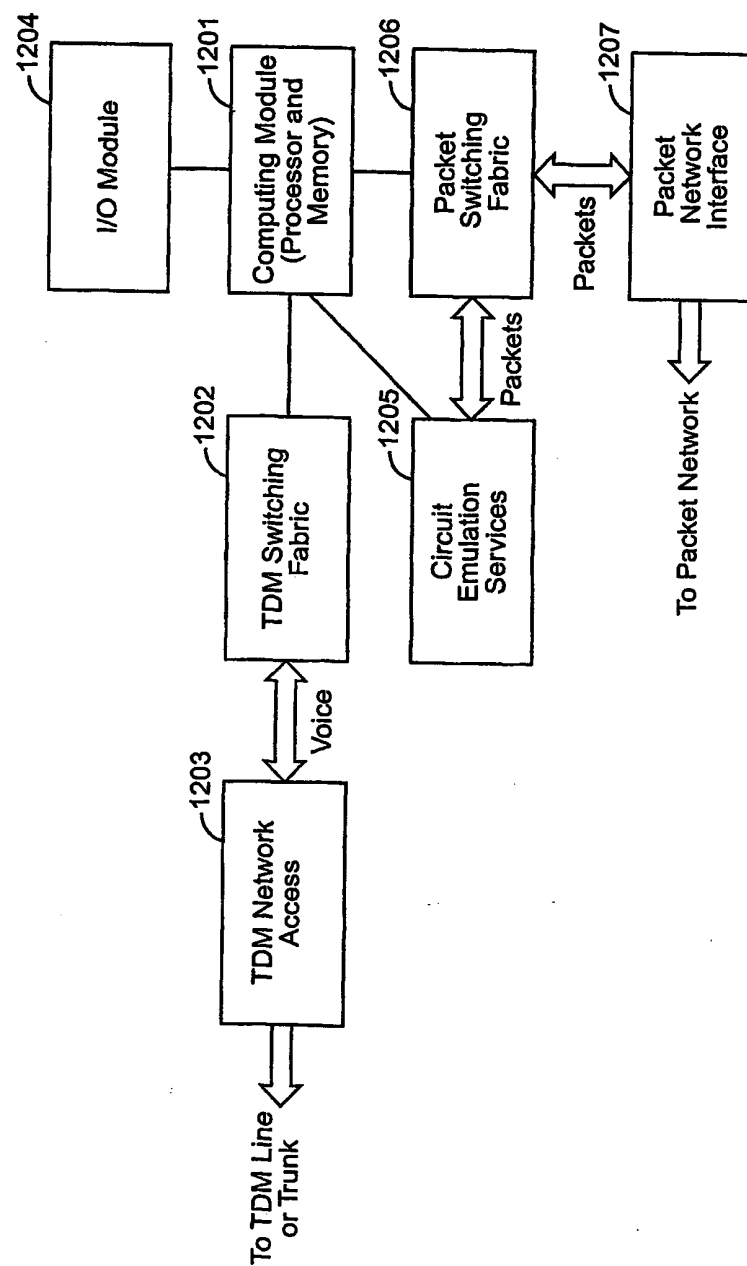 1204
I/O Module
1201
Computing Module
(Processor and
Memory)
1206
Packet
Switching
Fabric
1207
Packet
Network
Interface
Packets
1202
TDM Switching
Fabric
Packets
1205
Circuit
Emulation
Services
To Packet Network
Voice
1203
TDM Network
Access
To TDM Line
or Trunk